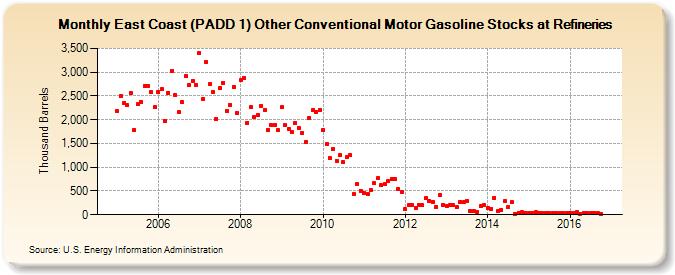 Monthly East Coast (PADD 1) Other Conventional Motor Gasoline Stocks at Refineries
Thousand Barrels
3,500
3,000
2,500
2,000
1,500
1,000
500
0
2006 2008 2010 2012 2014 2016
Source: U.S. Energy Information Administration